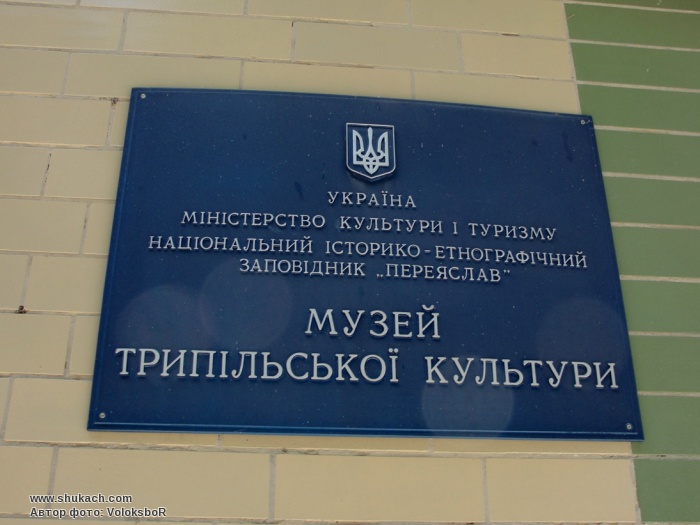 УКРАЇНА
МІНІСТЕРСТВО КУЛЬТУРИ І ТУРИЗМУ
НАЦІОНАЛЬНИЙ ІСТОРИКО-ЕТНОГРАФІЧНИЙ
ЗАПОВІДНИК „ПЕРЕЯСЛАВ”
МУЗЕЙ
ТРИПІЛЬСЬКОЇ КУЛЬТУРИ
www.shukach.com
Автор фото: VoloksboR